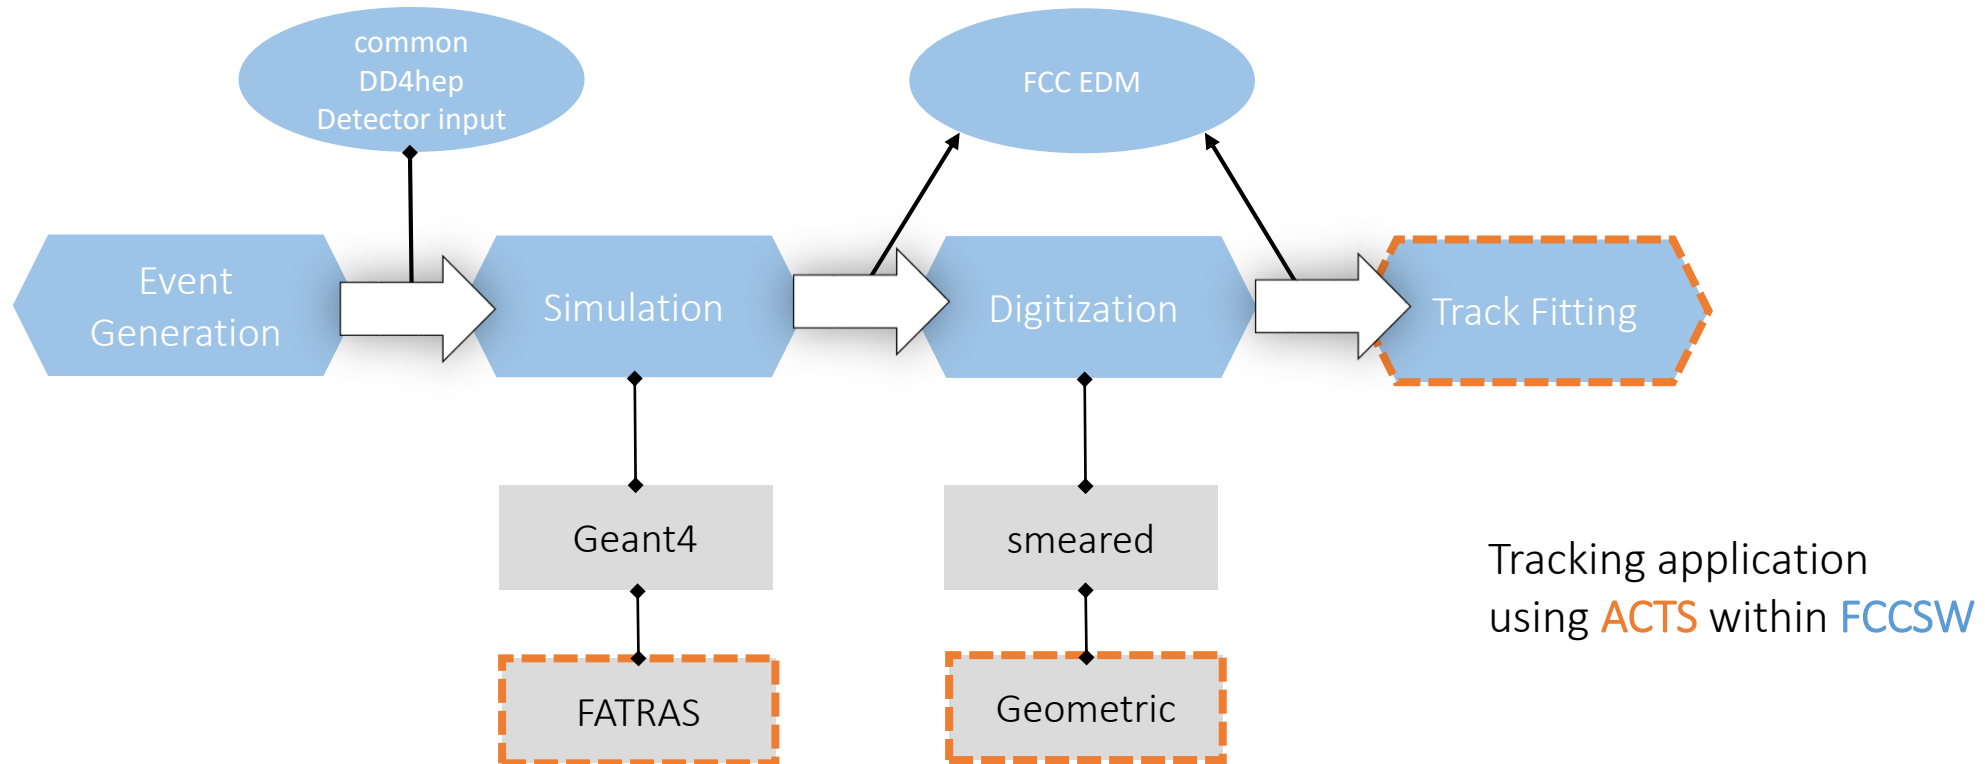 common
DD4hep
Detector input
FCC EDM
Event
Generation
Simulation
Digitization
Track Fitting
Geant4
smeared
FATRAS
Geometric
Tracking application
using ACTS within FCCSW